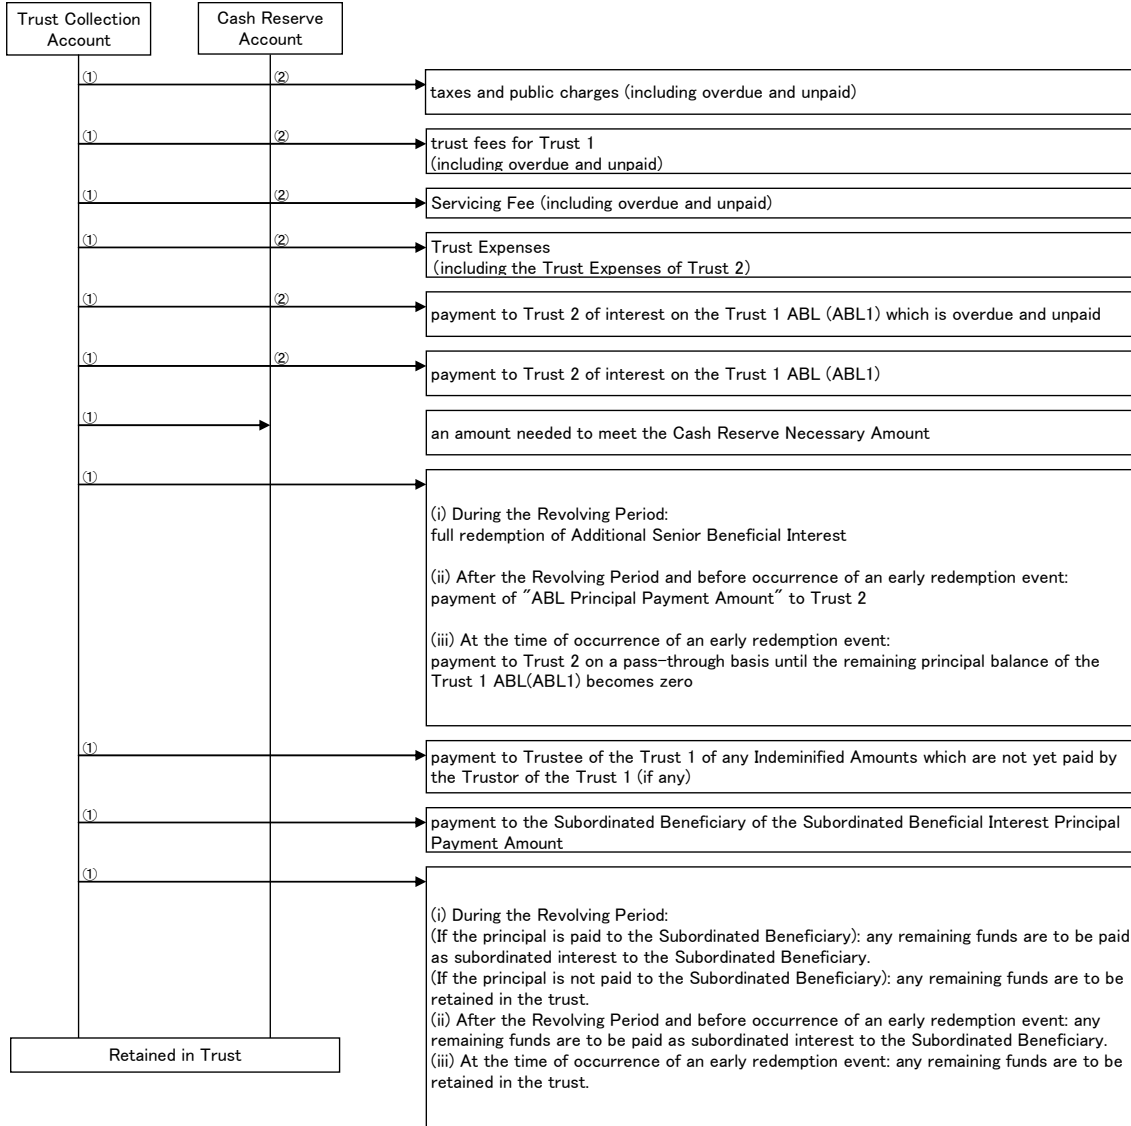 Trust Collection
Account
Cash Reserve
Account
① ②
taxes and public charges (including overdue and unpaid)
① ②
trust fees for Trust 1
(including overdue and unpaid)
① ②
Servicing Fee (including overdue and unpaid)
① ②
Trust Expenses
(including the Trust Expenses of Trust 2)
① ②
payment to Trust 2 of interest on the Trust 1 ABL (ABL1) which is overdue and unpaid
① ②
payment to Trust 2 of interest on the Trust 1 ABL (ABL1)
①
an amount needed to meet the Cash Reserve Necessary Amount
①
(i) During the Revolving Period:
full redemption of Additional Senior Beneficial Interest
(ii) After the Revolving Period and before occurrence of an early redemption event:
payment of "ABL Principal Payment Amount" to Trust 2
(iii) At the time of occurrence of an early redemption event:
payment to Trust 2 on a pass-through basis until the remaining principal balance of the
Trust 1 ABL(ABL1) becomes zero
①
payment to Trustee of the Trust 1 of any Indeminified Amounts which are not yet paid by
the Trustor of the Trust 1 (if any)
①
payment to the Subordinated Beneficiary of the Subordinated Beneficial Interest Principal
Payment Amount
①
(i) During the Revolving Period:
(If the principal is paid to the Subordinated Beneficiary): any remaining funds are to be paid
as subordinated interest to the Subordinated Beneficiary.
(If the principal is not paid to the Subordinated Beneficiary): any remaining funds are to be
retained in the trust.
(ii) After the Revolving Period and before occurrence of an early redemption event: any
remaining funds are to be paid as subordinated interest to the Subordinated Beneficiary.
(iii) At the time of occurrence of an early redemption event: any remaining funds are to be
retained in the trust.
Retained in Trust